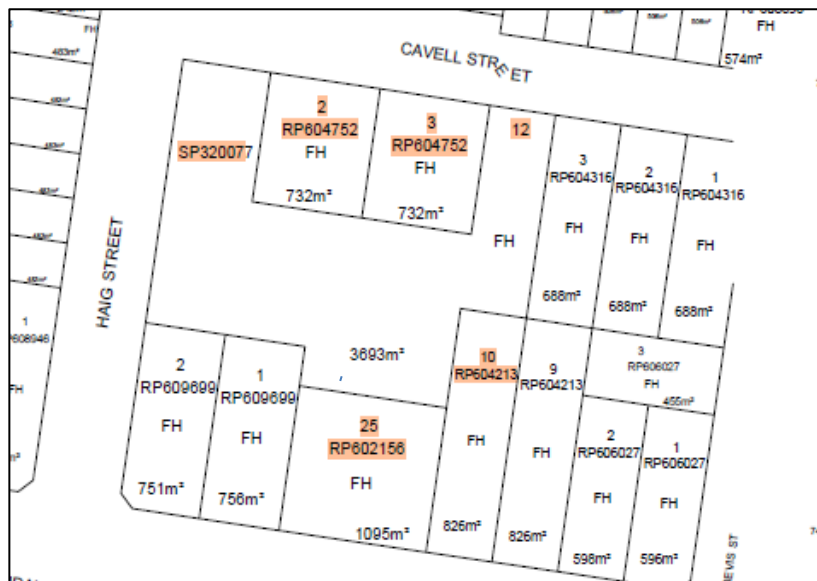 FH
574m²
483m²
CAVELL STREET
2
RP604752
FH
732m²
3
RP604752
FH
732m²
12
FH
SP320077
3693m²
3
RP604316
FH
688m²
2
RP604316
FH
688m²
1
RP604316
FH
688m²
HAIG STREET
1
FH
2
RP609699
FH
751m²
1
RP609699
FH
756m²
25
RP602156
FH
1095m²
10
RP604213
FH
826m²
9
RP604213
FH
826m²
3
RP606027
FH
455m²
2
RP606027
FH
598m²
1
RP606027
FH
596m²